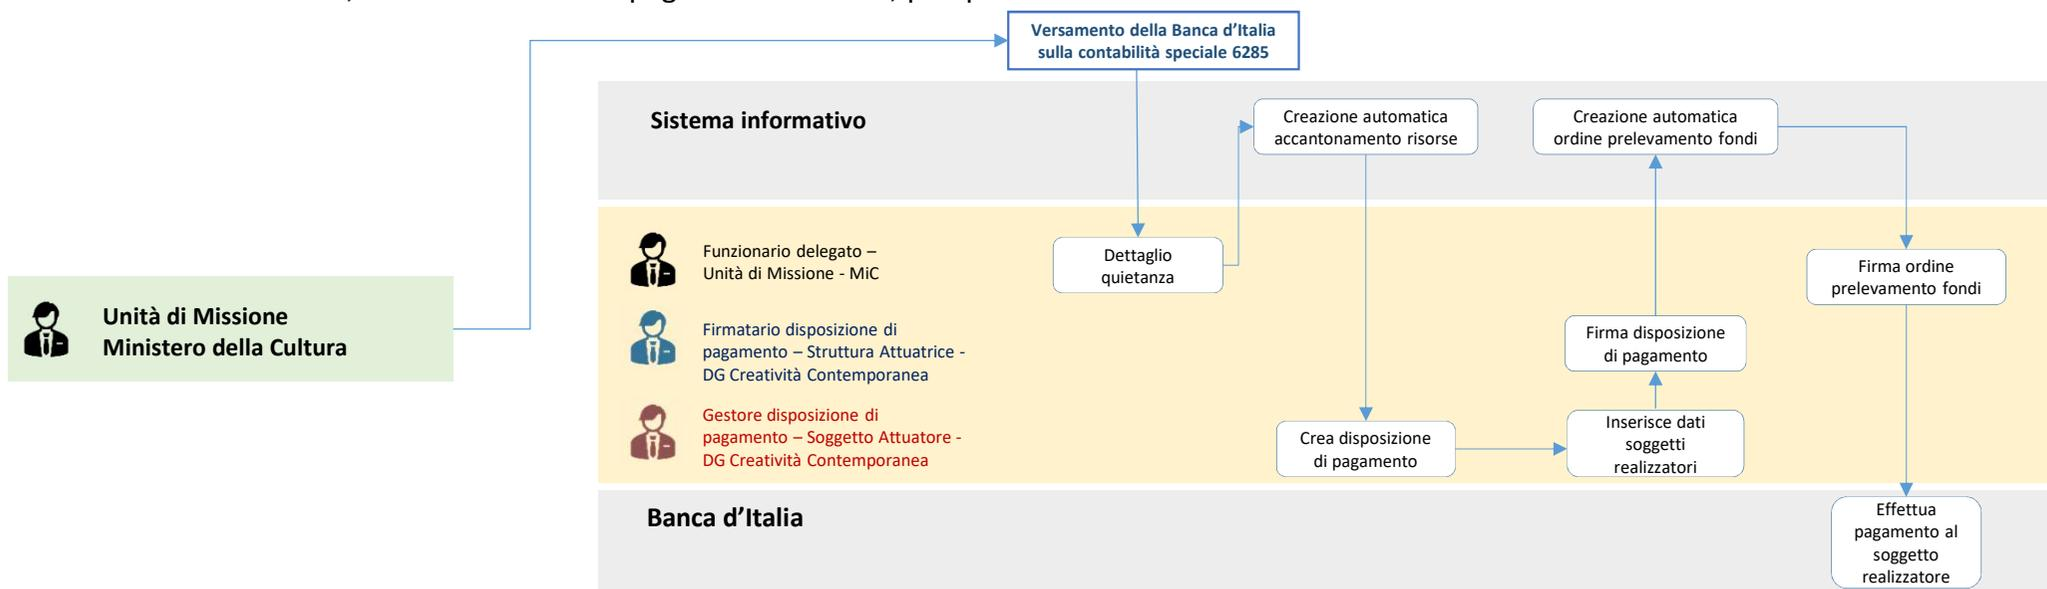 Versamento della Banca d'Italia
sulla contabilità speciale 6285
Sistema informativo
Creazione automatica
accantonamento risorse
Creazione automatica
ordine prelevamento fondi
Funzionario delegato –
Unità di Missione - MiC
Dettaglio
quietanza
Firma ordine
prelevamento fondi
Unità di Missione
Ministero della Cultura
Firmatario disposizione di
pagamento – Struttura Attuatrice -
DG Creatività Contemporanea
Firma disposizione
di pagamento
Gestore disposizione di
pagamento – Soggetto Attuatore -
DG Creatività Contemporanea
Crea disposizione
di pagamento
Inserisce dati
soggetti
realizzatori
Banca d'Italia
Effettua
pagamento al
soggetto
realizzatore